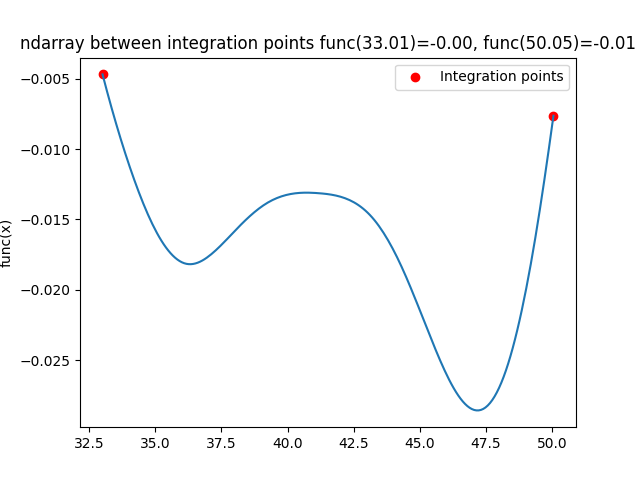 ndarray between integration points func(33.01)=-0.00, func(50.05)=-0.01
Integration points
-0.005
-0.010
-0.015
-0.020
-0.025
func(x)
32.5 35.0 37.5 40.0 42.5 45.0 47.5 50.0